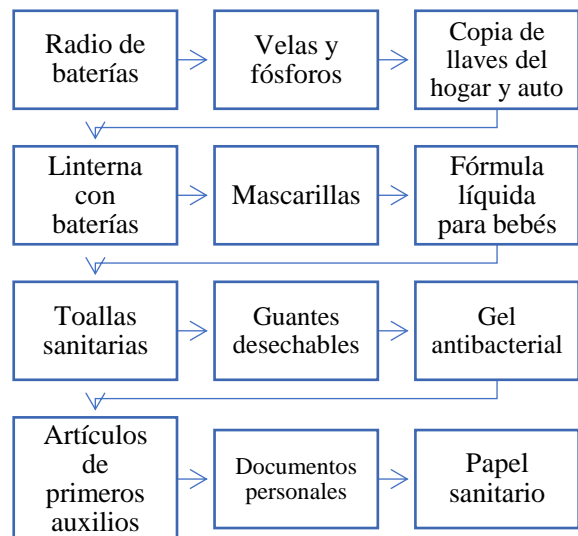 Radio de
baterías
Velas y
fósforos
Copia de
llaves del
hogar y auto
Linterna
con
baterías
Mascarillas
Fórmula
líquida
para bebés
Toallas
sanitarias
Guantes
desechables
Gel
antibacterial
Artículos
de
primeros
auxilios
Documentos
personales
Papel
sanitario